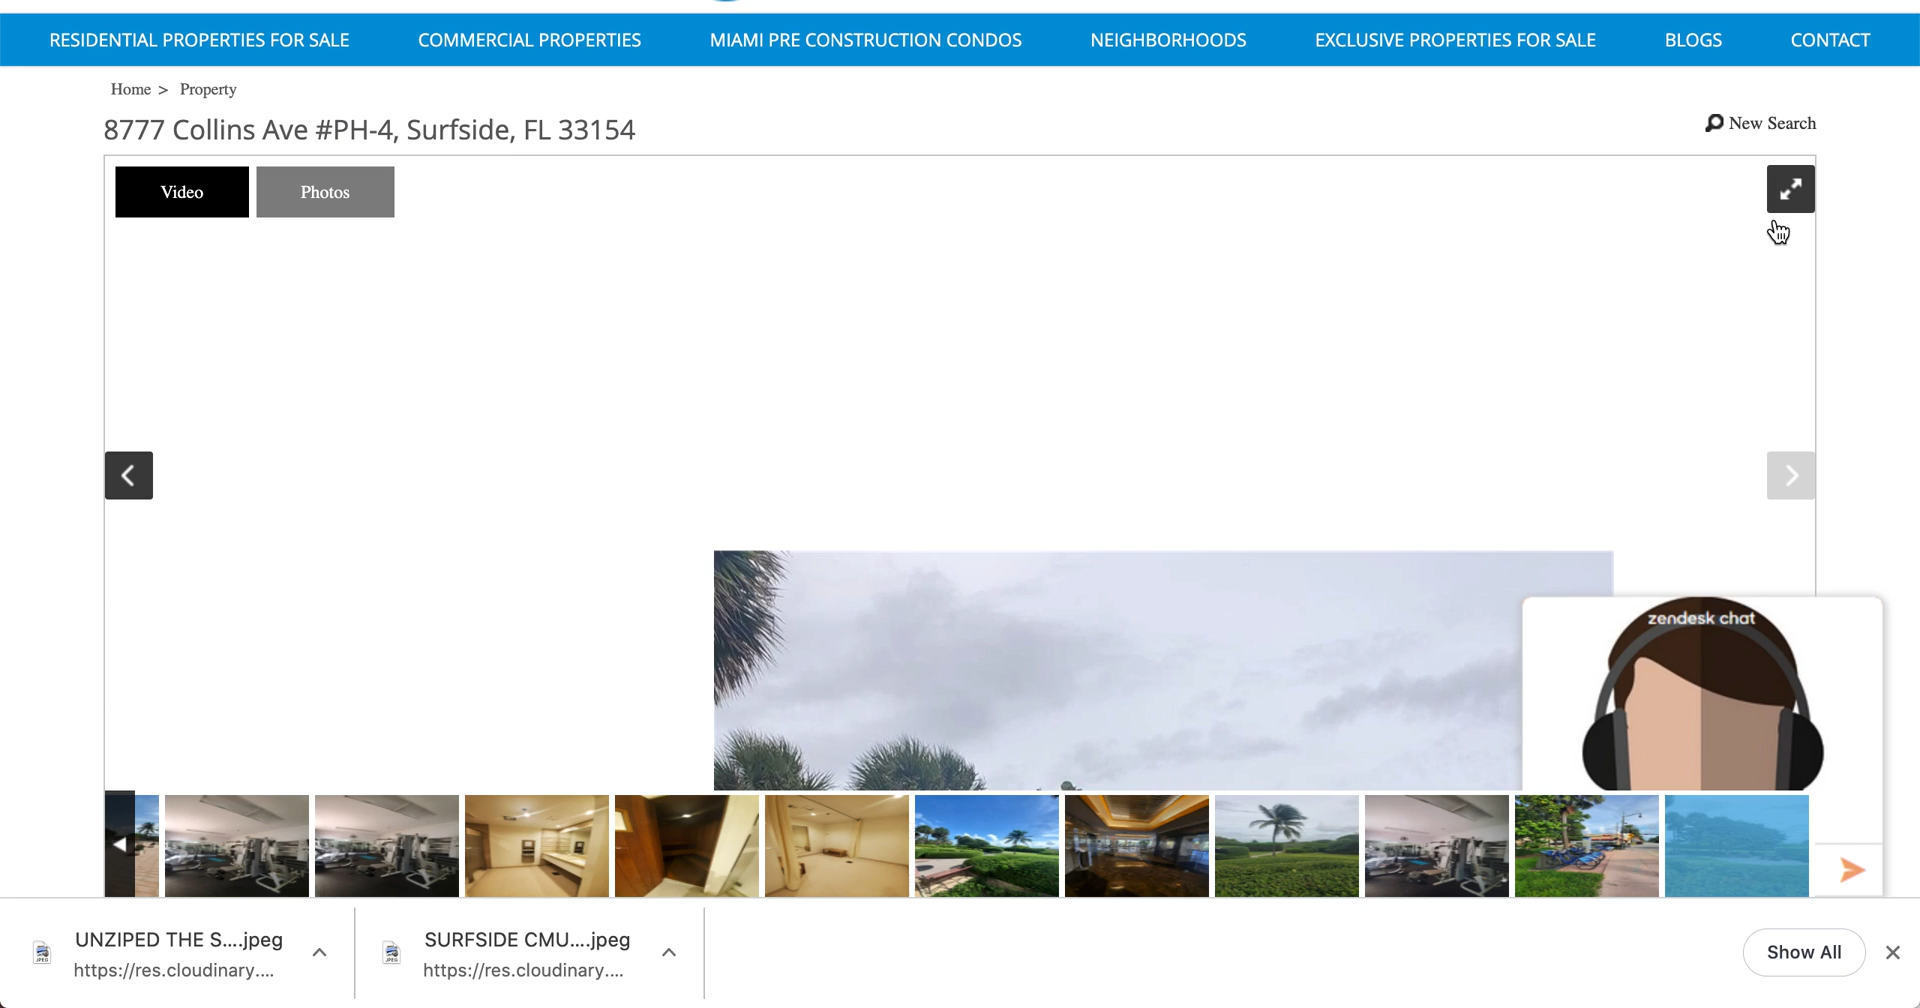 RESIDENTIAL PROPERTIES FOR SALE COMMERCIAL PROPERTIES MIAMI PRE CONSTRUCTION CONDOS NEIGHBORHOODS EXCLUSIVE PROPERTIES FOR SALE BLOGS CONTACT
Home > Property
8777 Collins Ave #PH-4, Surfside, FL 33154
New Search
Video Photos
zendesk chat
UNZIPED THE S....jpeg
https://res.cloudinary....
SURFSIDE CMU....jpeg
https://res.cloudinary....
Show All
JPEG
JPEG